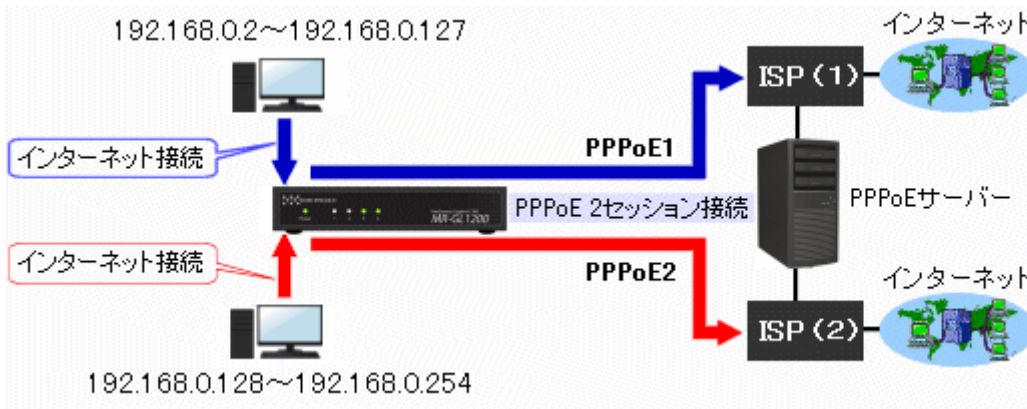 192.168.0.2～192.168.0.127
インターネット
ISP(1)
インターネット接続
PPPoE1
MR-GL1200
PPPoE 2セッション接続
PPPoEサーバー
インターネット接続
PPPoE2
インターネット
ISP(2)
192.168.0.128～192.168.0.254